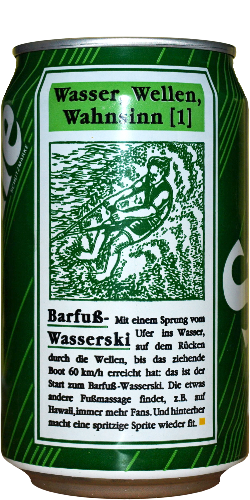 Wasser, Wellen,
Wahnsinn [1]
Barfuß- Mit einem Sprung vom
Wasserski Ufer ins Wasser,
auf dem Rücken
durch die Wellen, bis das ziehende
Boot 60 km/h erreicht hat: das ist der
Start zum Barfuß-Wasserski. Die etwas
andere Fußmassage findet, z.B. auf
Hawaii, immer mehr Fans. Und hinterher
macht eine spritzige Sprite wieder fit.